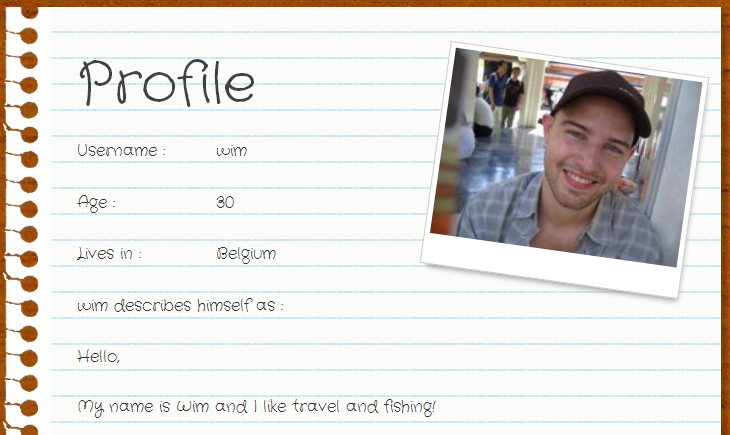 Profile
Username : wim
Age : 30
Lives in : Belgium
wim describes himself as :
Hello,
My name is Wim and I like travel and fishing!